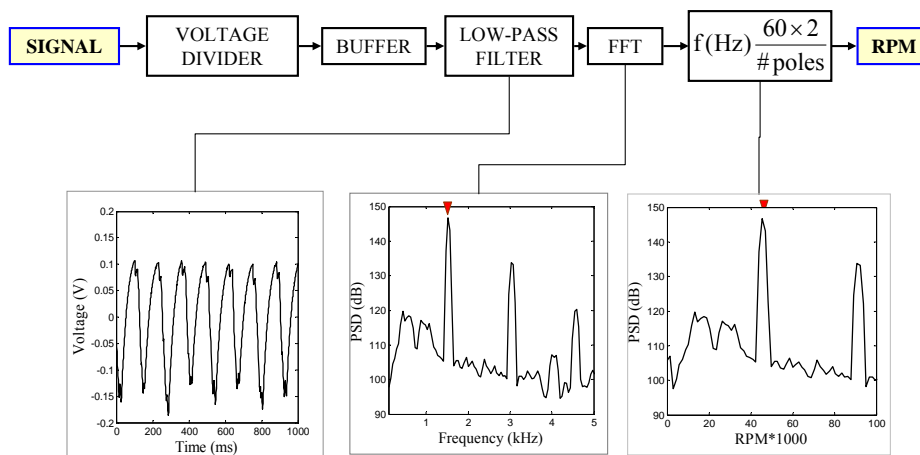 SIGNAL
VOLTAGE
DIVIDER
BUFFER
LOW-PASS
FILTER
FFT
f(Hz) 60×2
# poles
RPM
0.2
0.15
0.1
0.05
0
-0.05
-0.1
-0.15
-0.2
Voltage (V)
0 200 400 600 800 1000
Time (ms)
150
140
130
120
110
100
90
PSD (dB)
1 2 3 4 5
Frequency (kHz)
150
140
130
120
110
100
90
PSD (dB)
0 20 40 60 80 100
RPM*1000